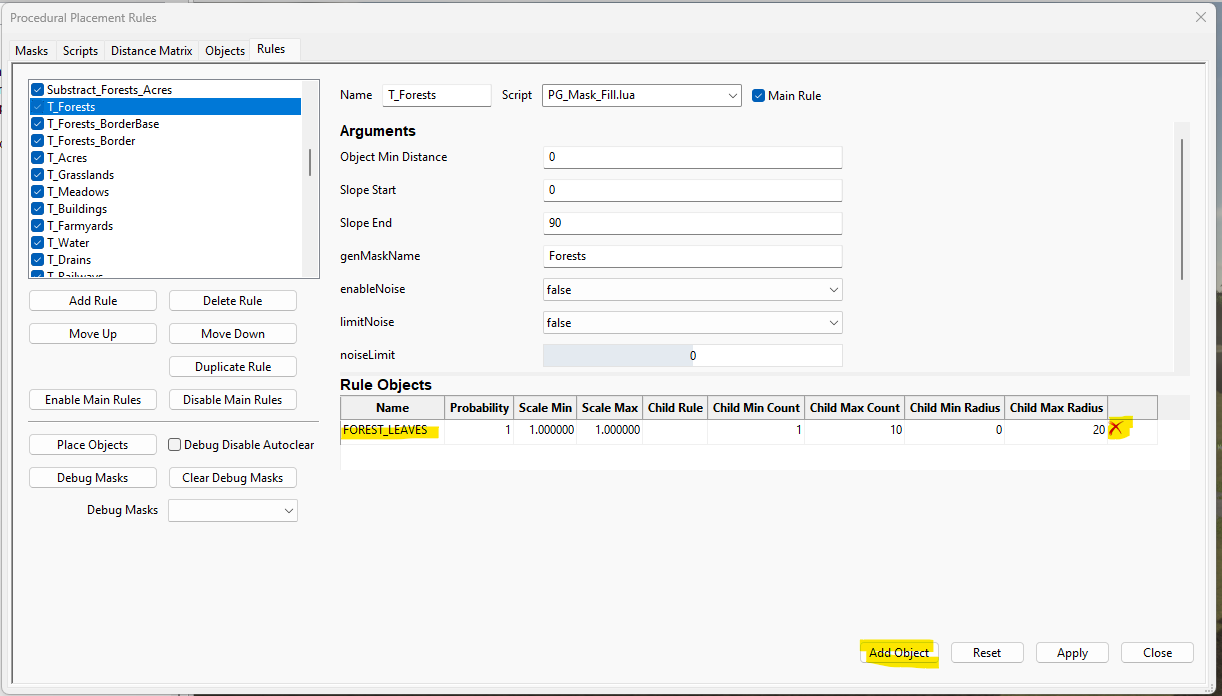 Procedural Placement Rules
Masks Scripts Distance Matrix Objects Rules
Substract_Forests_Acres
T_Forests
T_Forests_BorderBase
T_Forests_Border
T_Acres
T_Grasslands
T_Meadows
T_Buildings
T_Farmyards
T_Water
T_Drains
T_Railways
Add Rule Delete Rule
Move Up Move Down
Duplicate Rule
Enable Main Rules Disable Main Rules
Place Objects Debug Disable Autoclear
Debug Masks Clear Debug Masks
Debug Masks
Name T_Forests Script PG_Mask_Fill.lua Main Rule
Arguments
Object Min Distance 0
Slope Start 0
Slope End 90
genMaskName Forests
enableNoise false
limitNoise false
noiseLimit 0
Rule Objects
Name Probability Scale Min Scale Max Child Rule Child Min Count Child Max Count Child Min Radius Child Max Radius
FOREST_LEAVES 1 1.000000 1.000000 1 10 0 20
Add Object Reset Apply Close